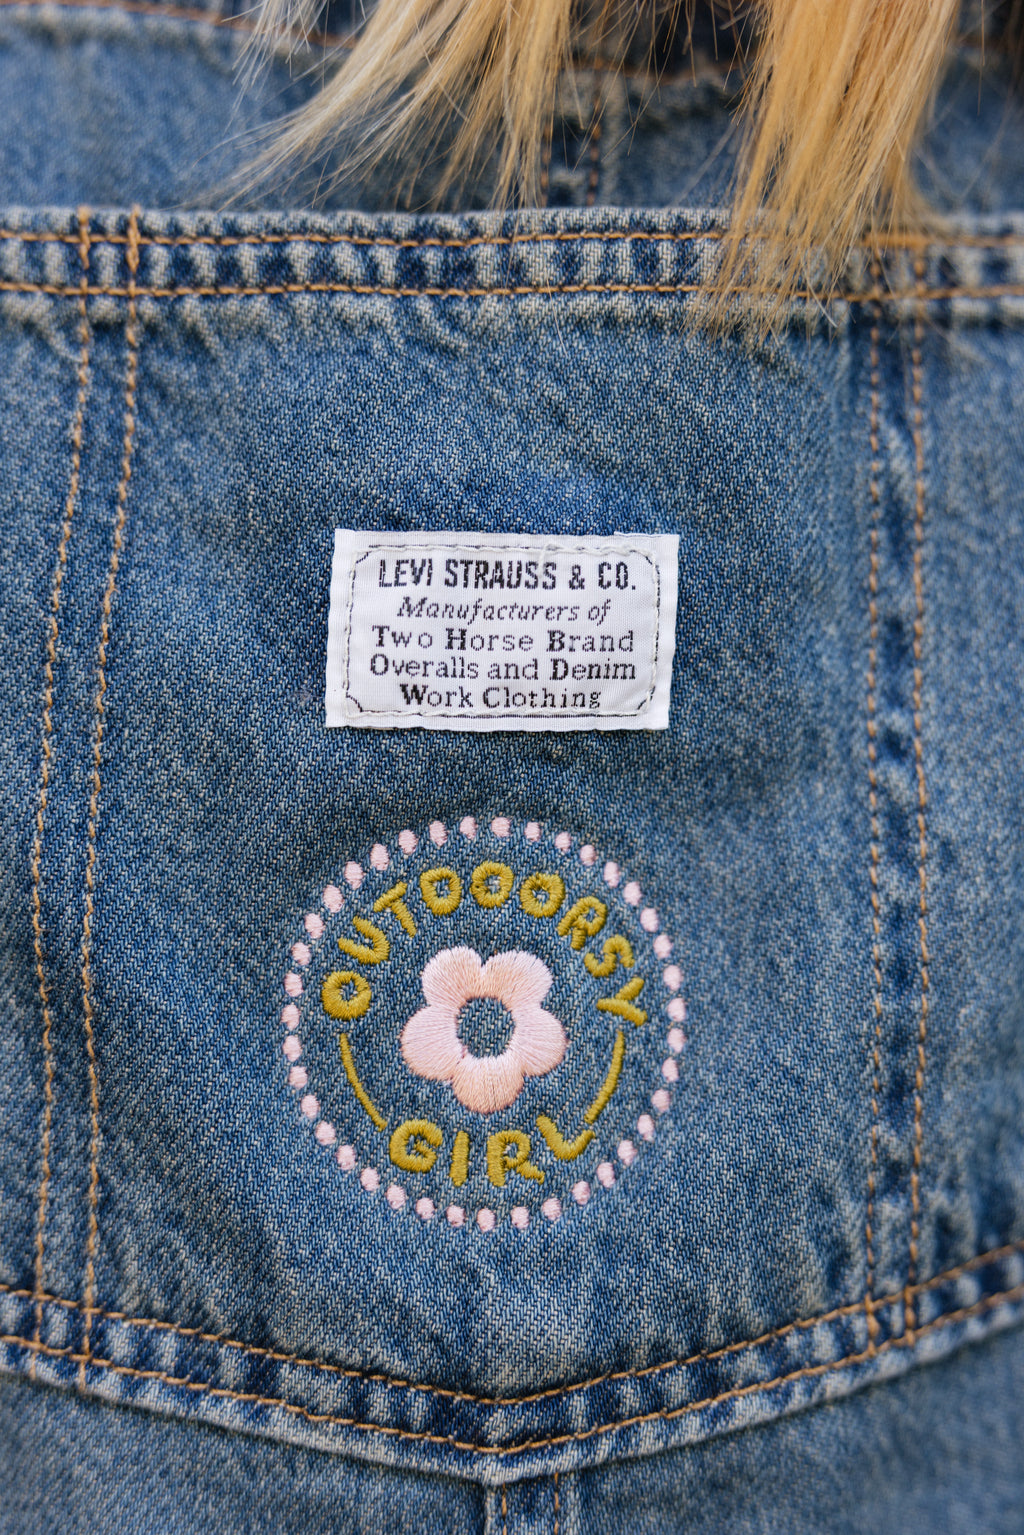 LEVI STRAUSS & CO.
Manufacturers of
Two Horse Brand
Overalls and Denim
Work Clothing
OUTDOORSY
GIRL